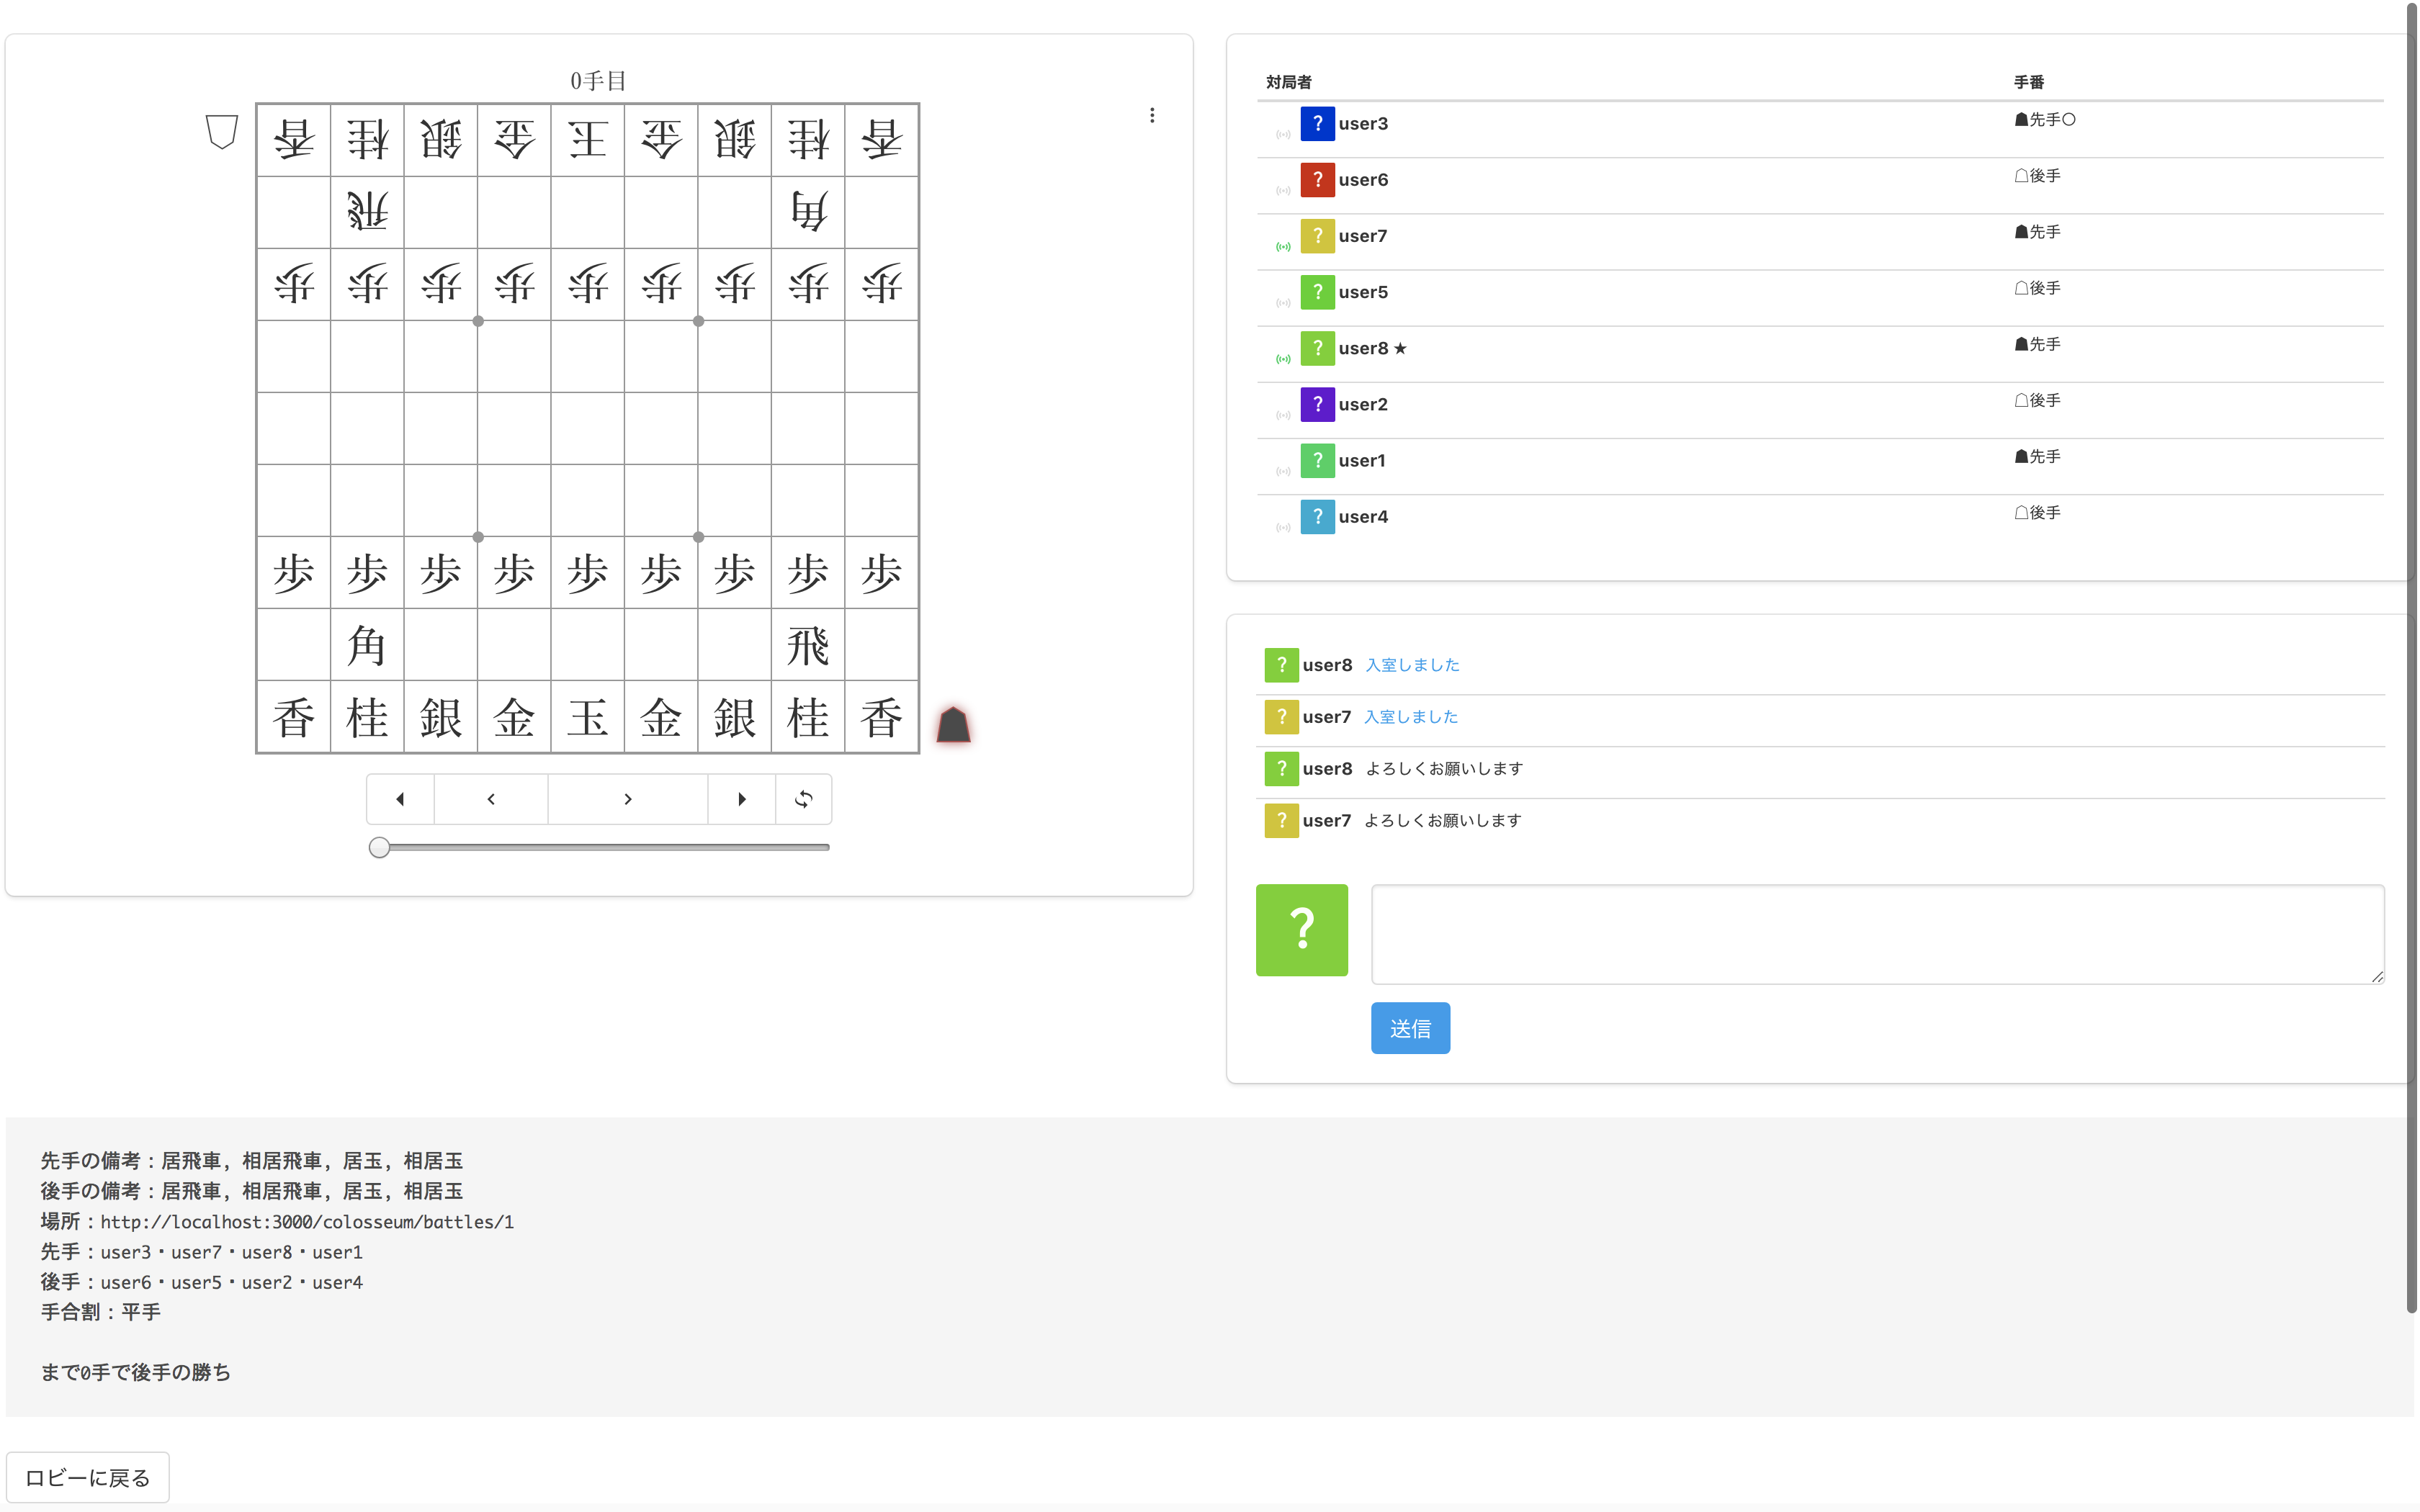 0手目
香桂銀金王金銀桂香
飛角
歩歩歩歩歩歩歩歩歩
歩歩歩歩歩歩歩歩歩
角飛
香桂銀金玉金銀桂香
対局者 手番
? user3 ☗先手○
? user6 ☖後手
? user7 ☗先手
? user5 ☖後手
? user8 ★ ☗先手
? user2 ☖後手
? user1 ☗先手
? user4 ☖後手
? user8 入室しました
? user7 入室しました
? user8 よろしくお願いします
? user7 よろしくお願いします
?
送信
先手の備考：居飛車, 相居飛車, 居玉, 相居玉
後手の備考：居飛車, 相居飛車, 居玉, 相居玉
場所：http://localhost:3000/colosseum/battles/1
先手：user3・user7・user8・user1
後手：user6・user5・user2・user4
手合割：平手
まで0手で後手の勝ち
ロビーに戻る